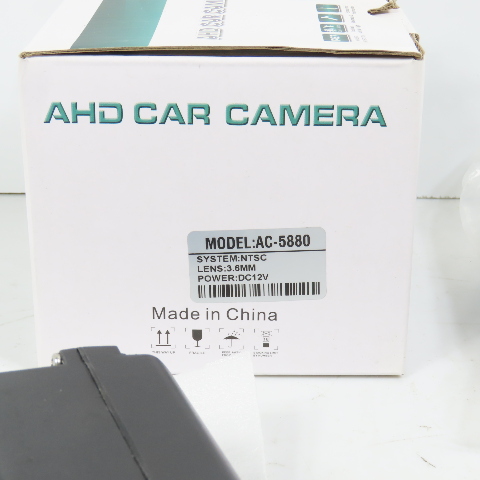 AHD CAR CAMERA
MODEL:AC-5880
SYSTEM:NTSC
LENS:3.6MM
POWER:DC12V
Made in China